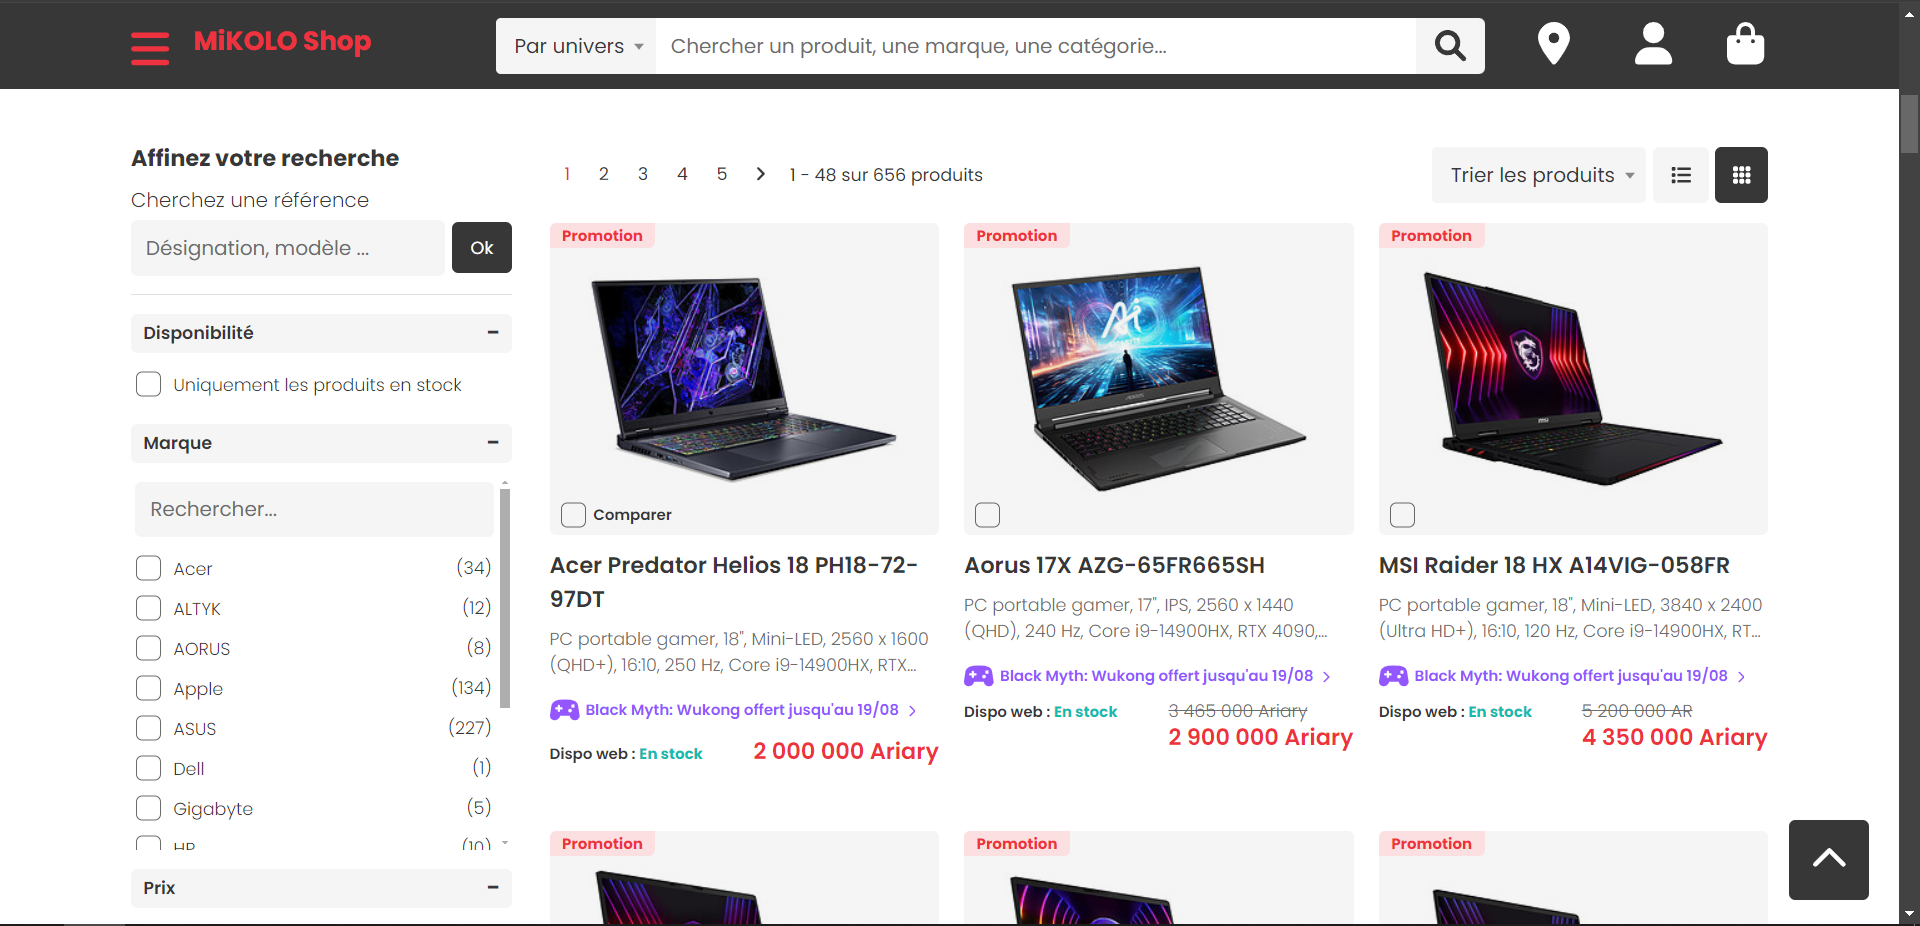 MiKOLO Shop
Par univers
Chercher un produit, une marque, une catégorie...
Affinez votre recherche
Cherchez une référence
Désignation, modèle ...
Ok
Disponibilité
Uniquement les produits en stock
Marque
Rechercher...
Acer (34)
ALTYK (12)
AORUS (8)
Apple (134)
ASUS (227)
Dell (1)
Gigabyte (5)
HP (10)
Prix
1 2 3 4 5 1 - 48 sur 656 produits
Trier les produits
Promotion
Comparer
Acer Predator Helios 18 PH18-72-
97DT
PC portable gamer, 18", Mini-LED, 2560 x 1600
(QHD+), 16:10, 250 Hz, Core i9-14900HX, RTX...
Black Myth: Wukong offert jusqu'au 19/08
Dispo web : En stock
2 000 000 Ariary
Promotion
Aorus 17X AZG-65FR665SH
PC portable gamer, 17", IPS, 2560 x 1440
(QHD), 240 Hz, Core i9-14900HX, RTX 4090,...
Black Myth: Wukong offert jusqu'au 19/08
Dispo web : En stock
3 465 000 Ariary
2 900 000 Ariary
Promotion
MSI Raider 18 HX A14VIG-058FR
PC portable gamer, 18", Mini-LED, 3840 x 2400
(Ultra HD+), 16:10, 120 Hz, Core i9-14900HX, RT...
Black Myth: Wukong offert jusqu'au 19/08
Dispo web : En stock
5 200 000 AR
4 350 000 Ariary
Promotion
Promotion
Promotion